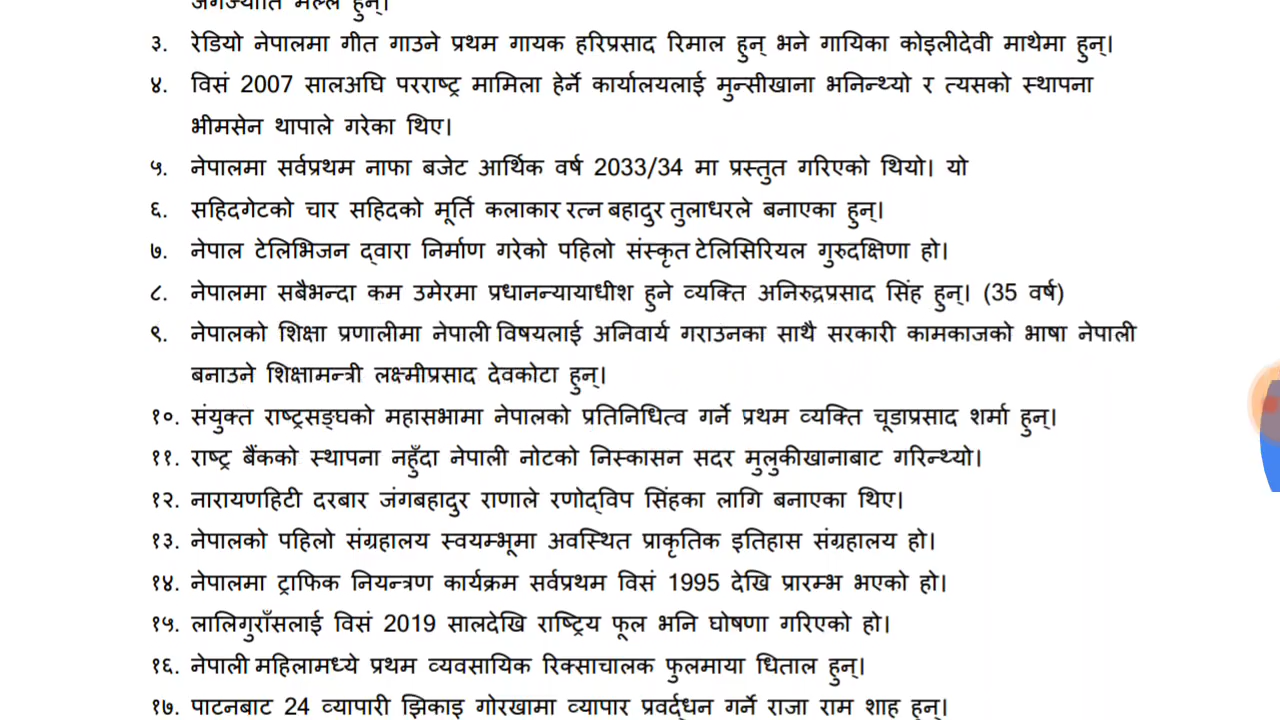 जगज्योति मल्ल हुन्।
३. रेडियो नेपालमा गीत गाउने प्रथम गायक हरिप्रसाद रिमाल हुन् भने गायिका कोइलीदेवी माथेमा हुन्।
४. विसं 2007 सालअघि परराष्ट्र मामिला हेर्ने कार्यालयलाई मुन्सीखाना भनिन्थ्यो र त्यसको स्थापना
भीमसेन थापाले गरेका थिए।
५. नेपालमा सर्वप्रथम नाफा बजेट आर्थिक वर्ष 2033/34 मा प्रस्तुत गरिएको थियो। यो
६. सहिदगेटको चार सहिदको मूर्ति कलाकार रत्न बहादुर तुलाधरले बनाएका हुन्।
७. नेपाल टेलिभिजन द्वारा निर्माण गरेको पहिलो संस्कृत टेलिसिरियल गुरुदक्षिणा हो।
८. नेपालमा सबैभन्दा कम उमेरमा प्रधानन्यायाधीश हुने व्यक्ति अनिरुद्रप्रसाद सिंह हुन्। (35 वर्ष)
९. नेपालको शिक्षा प्रणालीमा नेपाली विषयलाई अनिवार्य गराउनका साथै सरकारी कामकाजको भाषा नेपाली
बनाउने शिक्षामन्त्री लक्ष्मीप्रसाद देवकोटा हुन्।
१०. संयुक्त राष्ट्रसङ्घको महासभामा नेपालको प्रतिनिधित्व गर्ने प्रथम व्यक्ति चूडाप्रसाद शर्मा हुन्।
११. राष्ट्र बैंकको स्थापना नहुँदा नेपाली नोटको निस्कासन सदर मुलुकीखानाबाट गरिन्थ्यो।
१२. नारायणहिटी दरबार जंगबहादुर राणाले रणोद्विप सिंहका लागि बनाएका थिए।
१३. नेपालको पहिलो संग्रहालय स्वयम्भूमा अवस्थित प्राकृतिक इतिहास संग्रहालय हो।
१४. नेपालमा ट्राफिक नियन्त्रण कार्यक्रम सर्वप्रथम विसं 1995 देखि प्रारम्भ भएको हो।
१५. लालिगुराँसलाई विसं 2019 सालदेखि राष्ट्रिय फूल भनि घोषणा गरिएको हो।
१६. नेपाली महिलामध्ये प्रथम व्यवसायिक रिक्साचालक फुलमाया धिताल हुन्।
१७. पाटनबाट 24 व्यापारी झिकाइ गोरखामा व्यापार प्रवर्द्धन गर्ने राजा राम शाह हुन्।